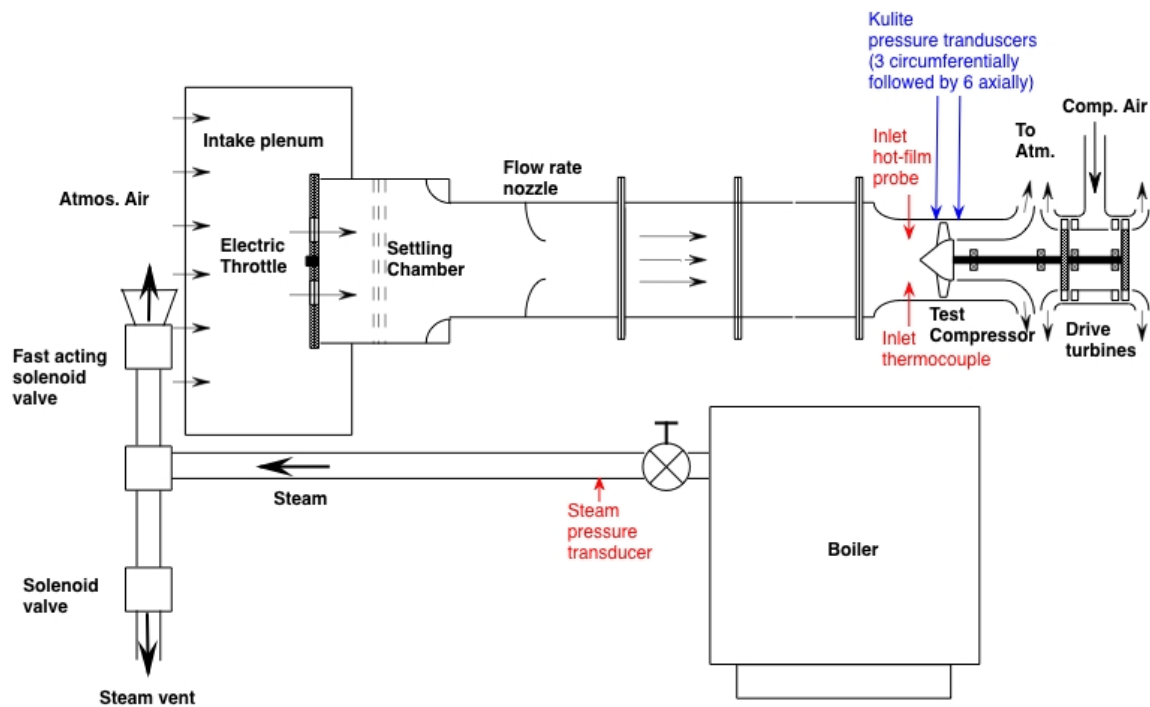 Kulite
pressure tranduscers
(3 circumferentially
followed by 6 axially)
Comp. Air
To
Atm.
Inlet
hot-film
probe
Intake plenum
Flow rate
nozzle
Atmos. Air
Electric
Throttle
Settling
Chamber
Test
Compressor
Drive
turbines
Inlet
thermocouple
Fast acting
solenoid
valve
Steam
Steam
pressure
transducer
Boiler
Solenoid
valve
Steam vent